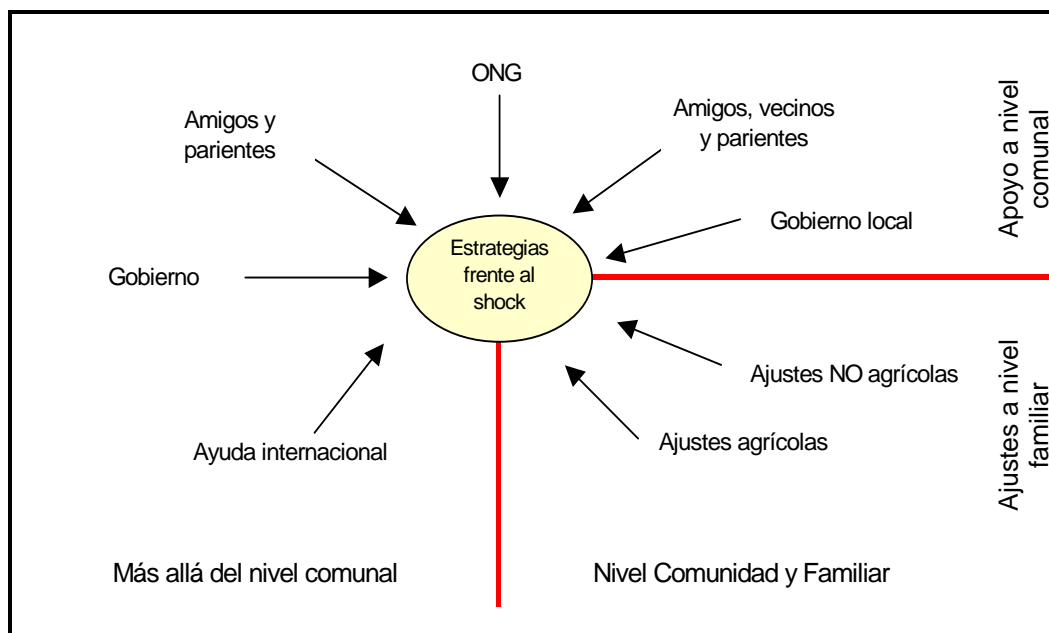 ONG
Amigos y
parientes
Amigos, vecinos
y parientes
Apoyo a nivel
comunal
Gobierno local
Estrategias
frente al
shock
Gobierno
Ajustes NO agrícolas
Ajustes a nivel
familiar
Ajustes agrícolas
Ayuda internacional
Más allá del nivel comunal
Nivel Comunidad y Familiar